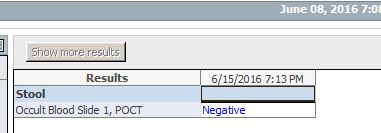 June 08, 2016 7:08
Show more results
Results 6/15/2016 7:13 PM
Stool
Occult Blood Slide 1, POCT Negative